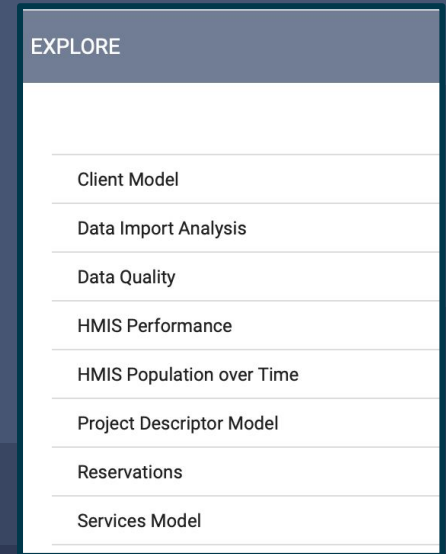 EXPLORE
Client Model
Data Import Analysis
Data Quality
HMIS Performance
HMIS Population over Time
Project Descriptor Model
Reservations
Services Model